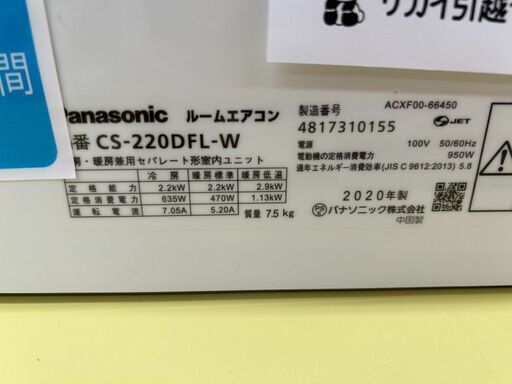 間
サカイ引越
Panasonic ルームエアコン
番 CS-220DFL-W
房・暖房兼用セパレート形室内ユニット
冷房 暖房標準 暖房低温
定格能力 2.2kW 2.2kW 2.9kW
定格消費電力 635W 470W 1.13kW
運転電流 7.05A 5.20A
質量 7.5 kg
ACXF00-66450
製造番号
4817310155
JET
電源 100V 50/60Hz
電動機の定格消費電力 950W
通年エネルギー消費効率(JIS C 9612:2013) 5.8
2020年製
PSE パナソニック株式会社
中国製